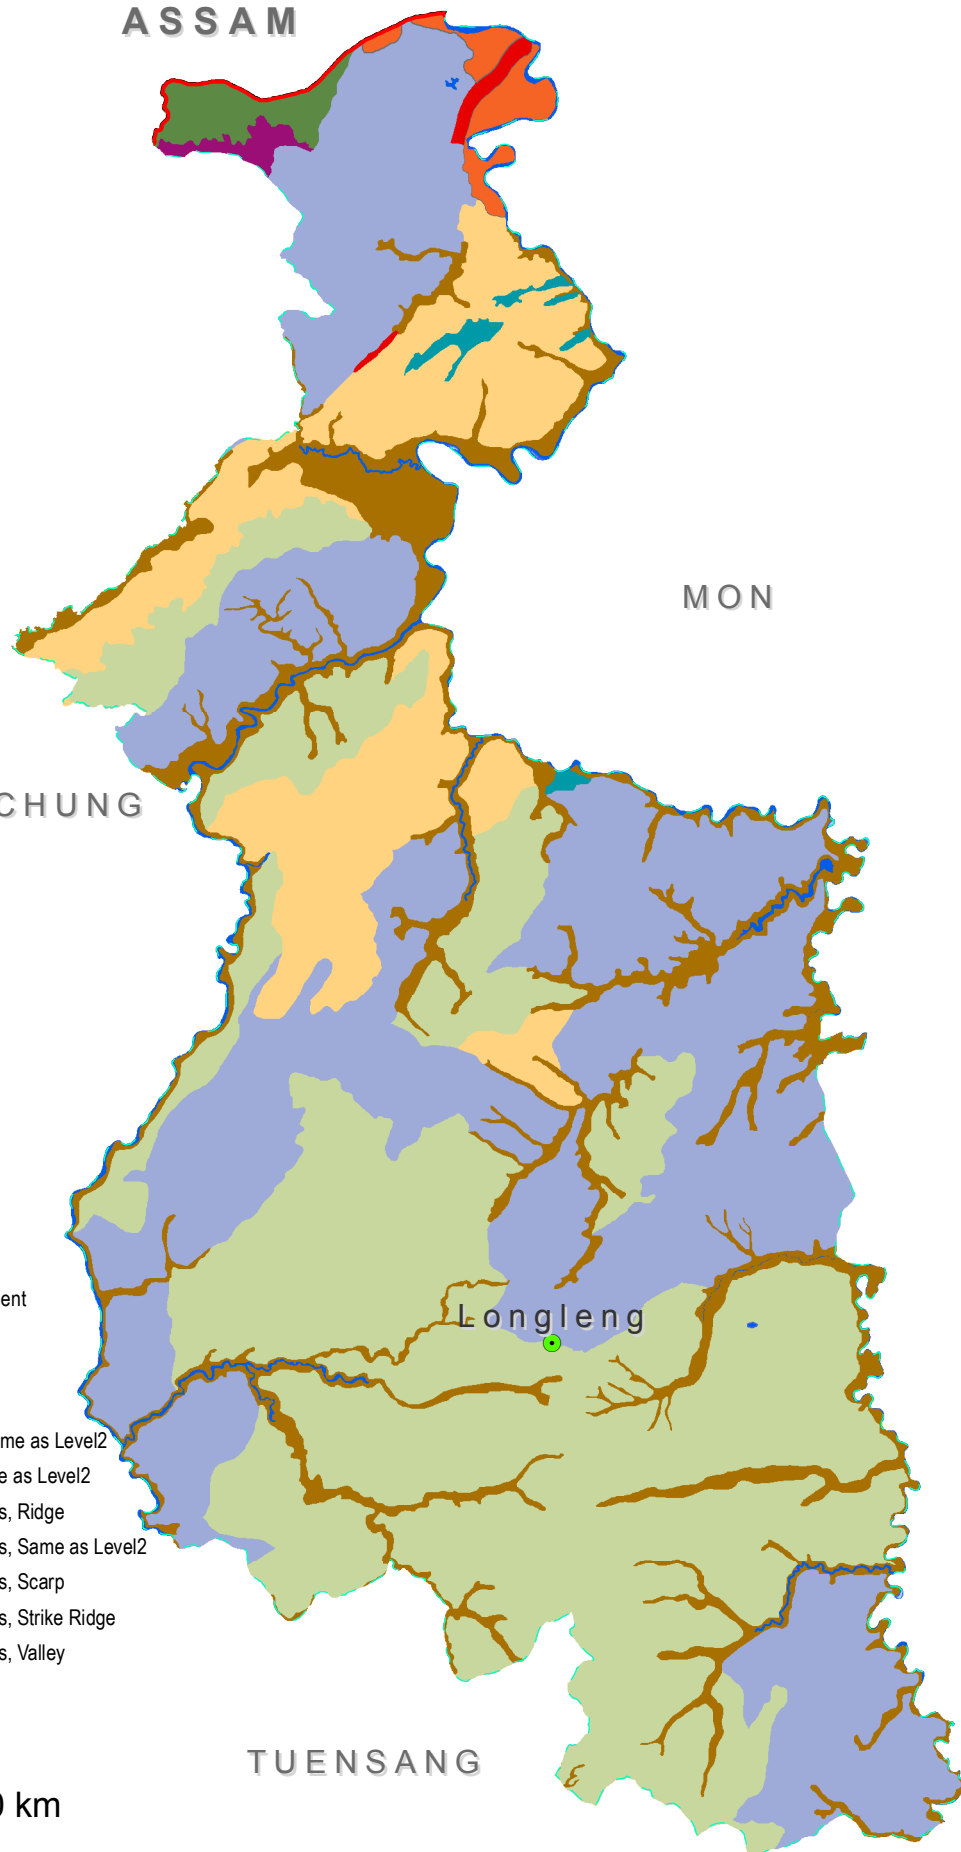 ASSAM
MON
CHUNG
ent
Longleng
me as Level2
e as Level2
s, Ridge
s, Same as Level2
s, Scarp
s, Strike Ridge
s, Valley
TUENSANG
km